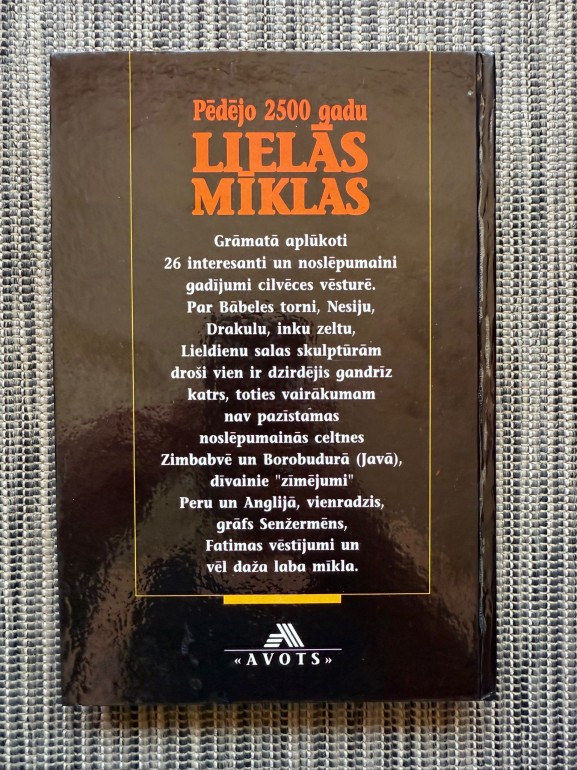 Pēdējo 2500 gadu
LIELĀS
MĪKLAS
Grāmatā aplūkoti
26 interesanti un noslēpumaini
gadījumi cilvēces vēsturē.
Par Bābeles torni, Nesiju,
Drakulu, inku zeltu,
Lieldienu salas skulptūrām
droši vien ir dzirdējis gandrīz
katrs, toties vairākumam
nav pazīstamas
noslēpumainās celtnes
Zimbabvē un Borobudurā (Javā),
dīvainie "zīmējumi"
Peru un Anglijā, vienradzis,
grāfs Senžermēns,
Fatimas vēstījumi un
vēl daža laba mīkla.
«AVOTS»